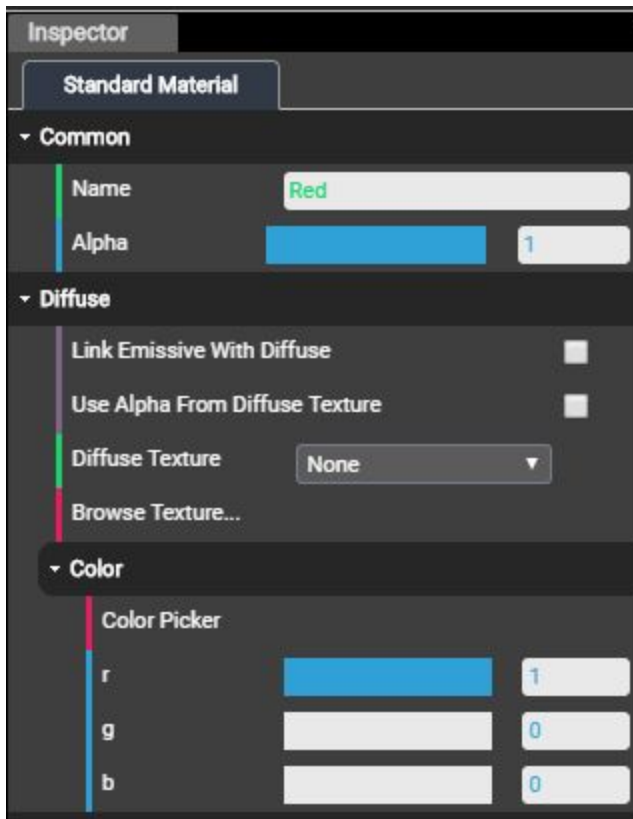 Inspector
Standard Material
Common
Name Red
Alpha 1
Diffuse
Link Emissive With Diffuse
Use Alpha From Diffuse Texture
Diffuse Texture None
Browse Texture...
Color
Color Picker
r 1
g 0
b 0